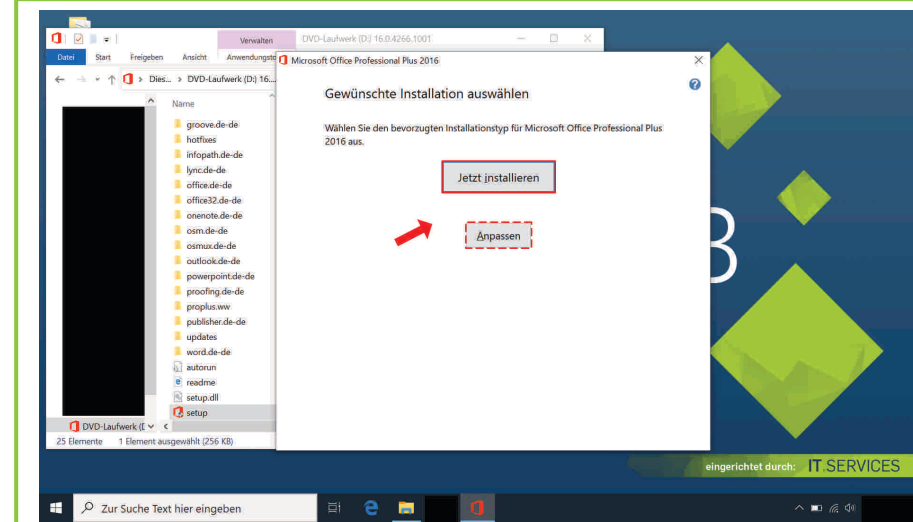 Verwalten
DVD-Laufwerk (D:) 16.0.4266.1001
Datei Start Freigeben Ansicht Anwendungsto
Dies... > DVD-Laufwerk (D:) 16...
Name
groove.de-de
hotfixes
infopath.de-de
lync.de-de
office.de-de
office32.de-de
onenote.de-de
osm.de-de
osmux.de-de
outlook.de-de
powerpoint.de-de
proofing.de-de
proplus.ww
publisher.de-de
updates
word.de-de
autorun
readme
setup.dll
setup
DVD-Laufwerk (D
25 Elemente 1 Element ausgewählt (256 KB)
Microsoft Office Professional Plus 2016
Gewünschte Installation auswählen
Wählen Sie den bevorzugten Installationstyp für Microsoft Office Professional Plus
2016 aus.
Jetzt installieren
Anpassen
eingerichtet durch: IT.SERVICES
Zur Suche Text hier eingeben